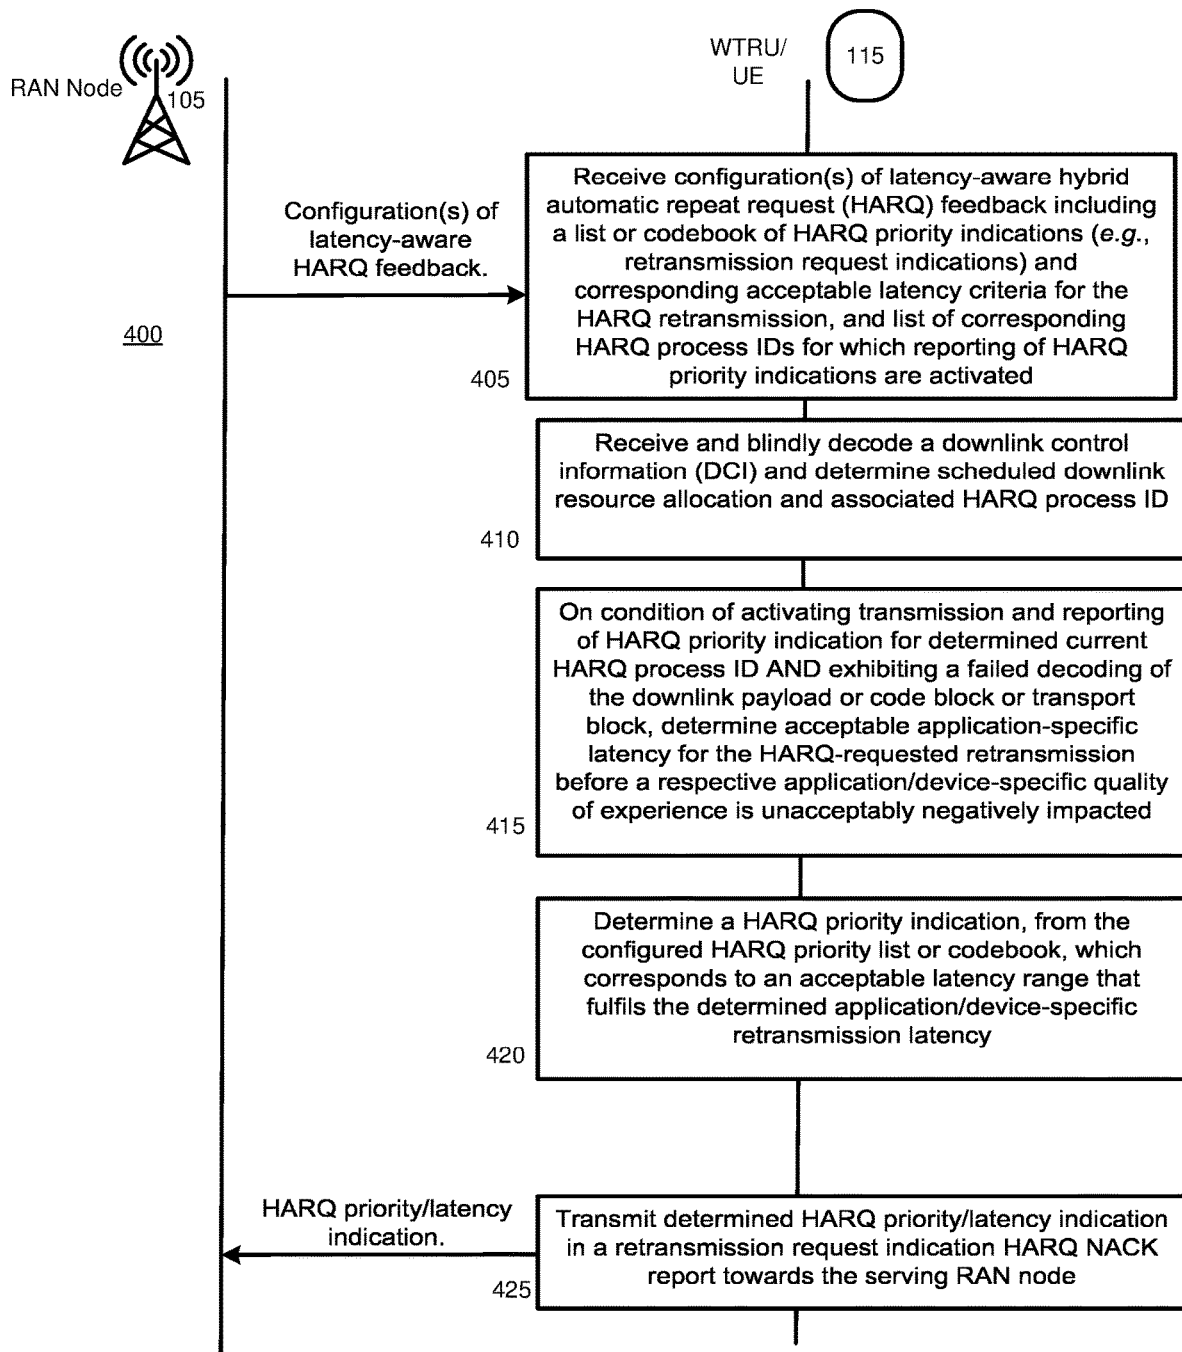 RAN Node
105
WTRU/
UE
115
Configuration(s) of
latency-aware
HARQ feedback.
400
Receive configuration(s) of latency-aware hybrid
automatic repeat request (HARQ) feedback including
a list or codebook of HARQ priority indications (e.g.,
retransmission request indications) and
corresponding acceptable latency criteria for the
HARQ retransmission, and list of corresponding
HARQ process IDs for which reporting of HARQ
priority indications are activated
405
Receive and blindly decode a downlink control
information (DCI) and determine scheduled downlink
resource allocation and associated HARQ process ID
410
On condition of activating transmission and reporting
of HARQ priority indication for determined current
HARQ process ID AND exhibiting a failed decoding of
the downlink payload or code block or transport
block, determine acceptable application-specific
latency for the HARQ-requested retransmission
before a respective application/device-specific quality
of experience is unacceptably negatively impacted
415
Determine a HARQ priority indication, from the
configured HARQ priority list or codebook, which
corresponds to an acceptable latency range that
fulfils the determined application/device-specific
retransmission latency
420
HARQ priority/latency
indication.
Transmit determined HARQ priority/latency indication
in a retransmission request indication HARQ NACK
report towards the serving RAN node
425